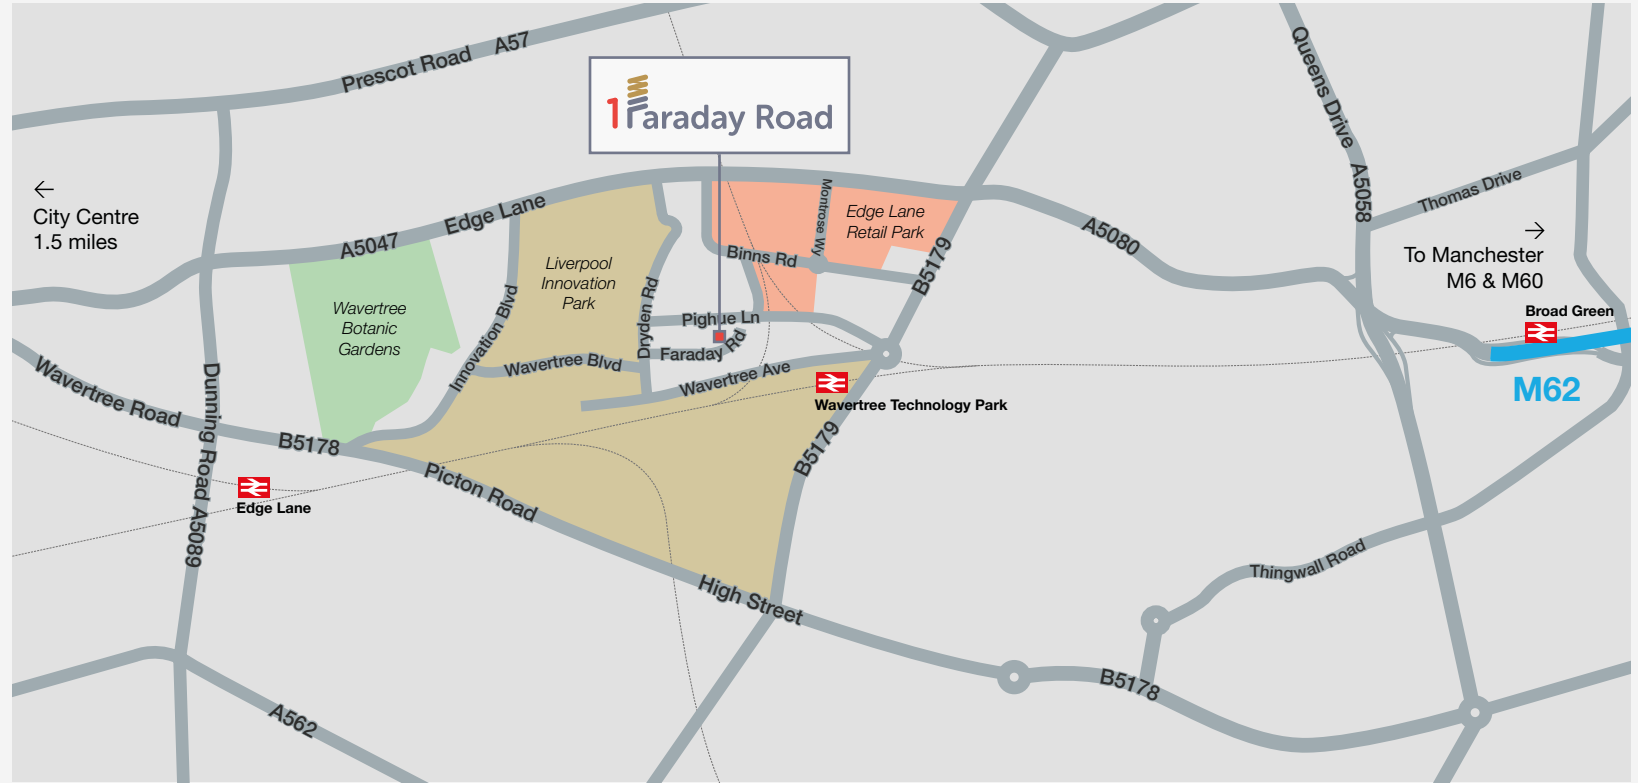 Prescot Road A57
1Faraday Road
Queens Drive A5058
Thomas Drive
←
City Centre
1.5 miles
A5047 Edge Lane
Montrose Wy
Edge Lane
Retail Park
Binns Rd
B5179
A5080
→
To Manchester
M6 & M60
Broad Green
M62
Liverpool
Innovation
Park
Wavertree
Botanic
Gardens
Innovation Blvd
Dryden Rd
Pighue Ln
Faraday Rd
Wavertree Blvd
Wavertree Ave
Wavertree Technology Park
Wavertree Road
Dunning Road A5089
B5178
Picton Road
B5179
Edge Lane
High Street
Thingwall Road
B5178
A562